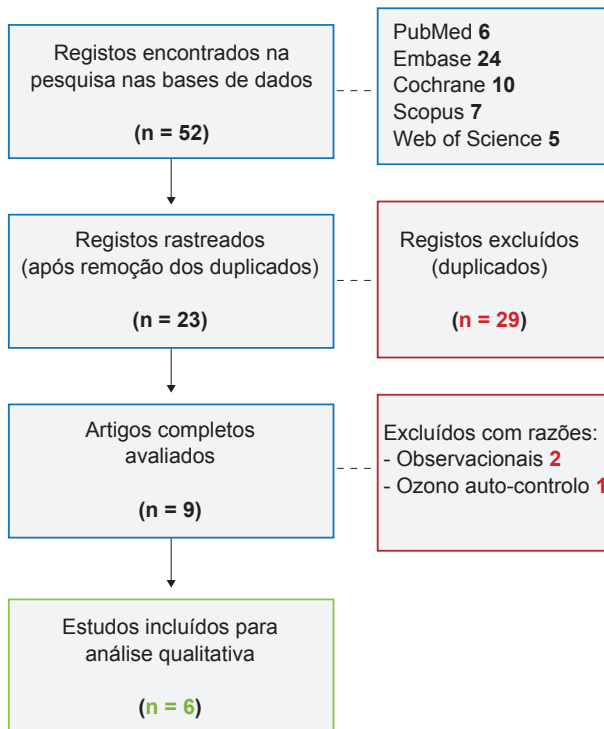 Registos encontrados na
pesquisa nas bases de dados
(n = 52)
PubMed 6
Embase 24
Cochrane 10
Scopus 7
Web of Science 5
Registos rastreados
(após remoção dos duplicados)
(n = 23)
Registos excluídos
(duplicados)
(n = 29)
Artigos completos
avaliados
(n = 9)
Excluídos com razões:
- Observacionais 2
- Ozono auto-controlo 1
Estudos incluídos para
análise qualitativa
(n = 6)